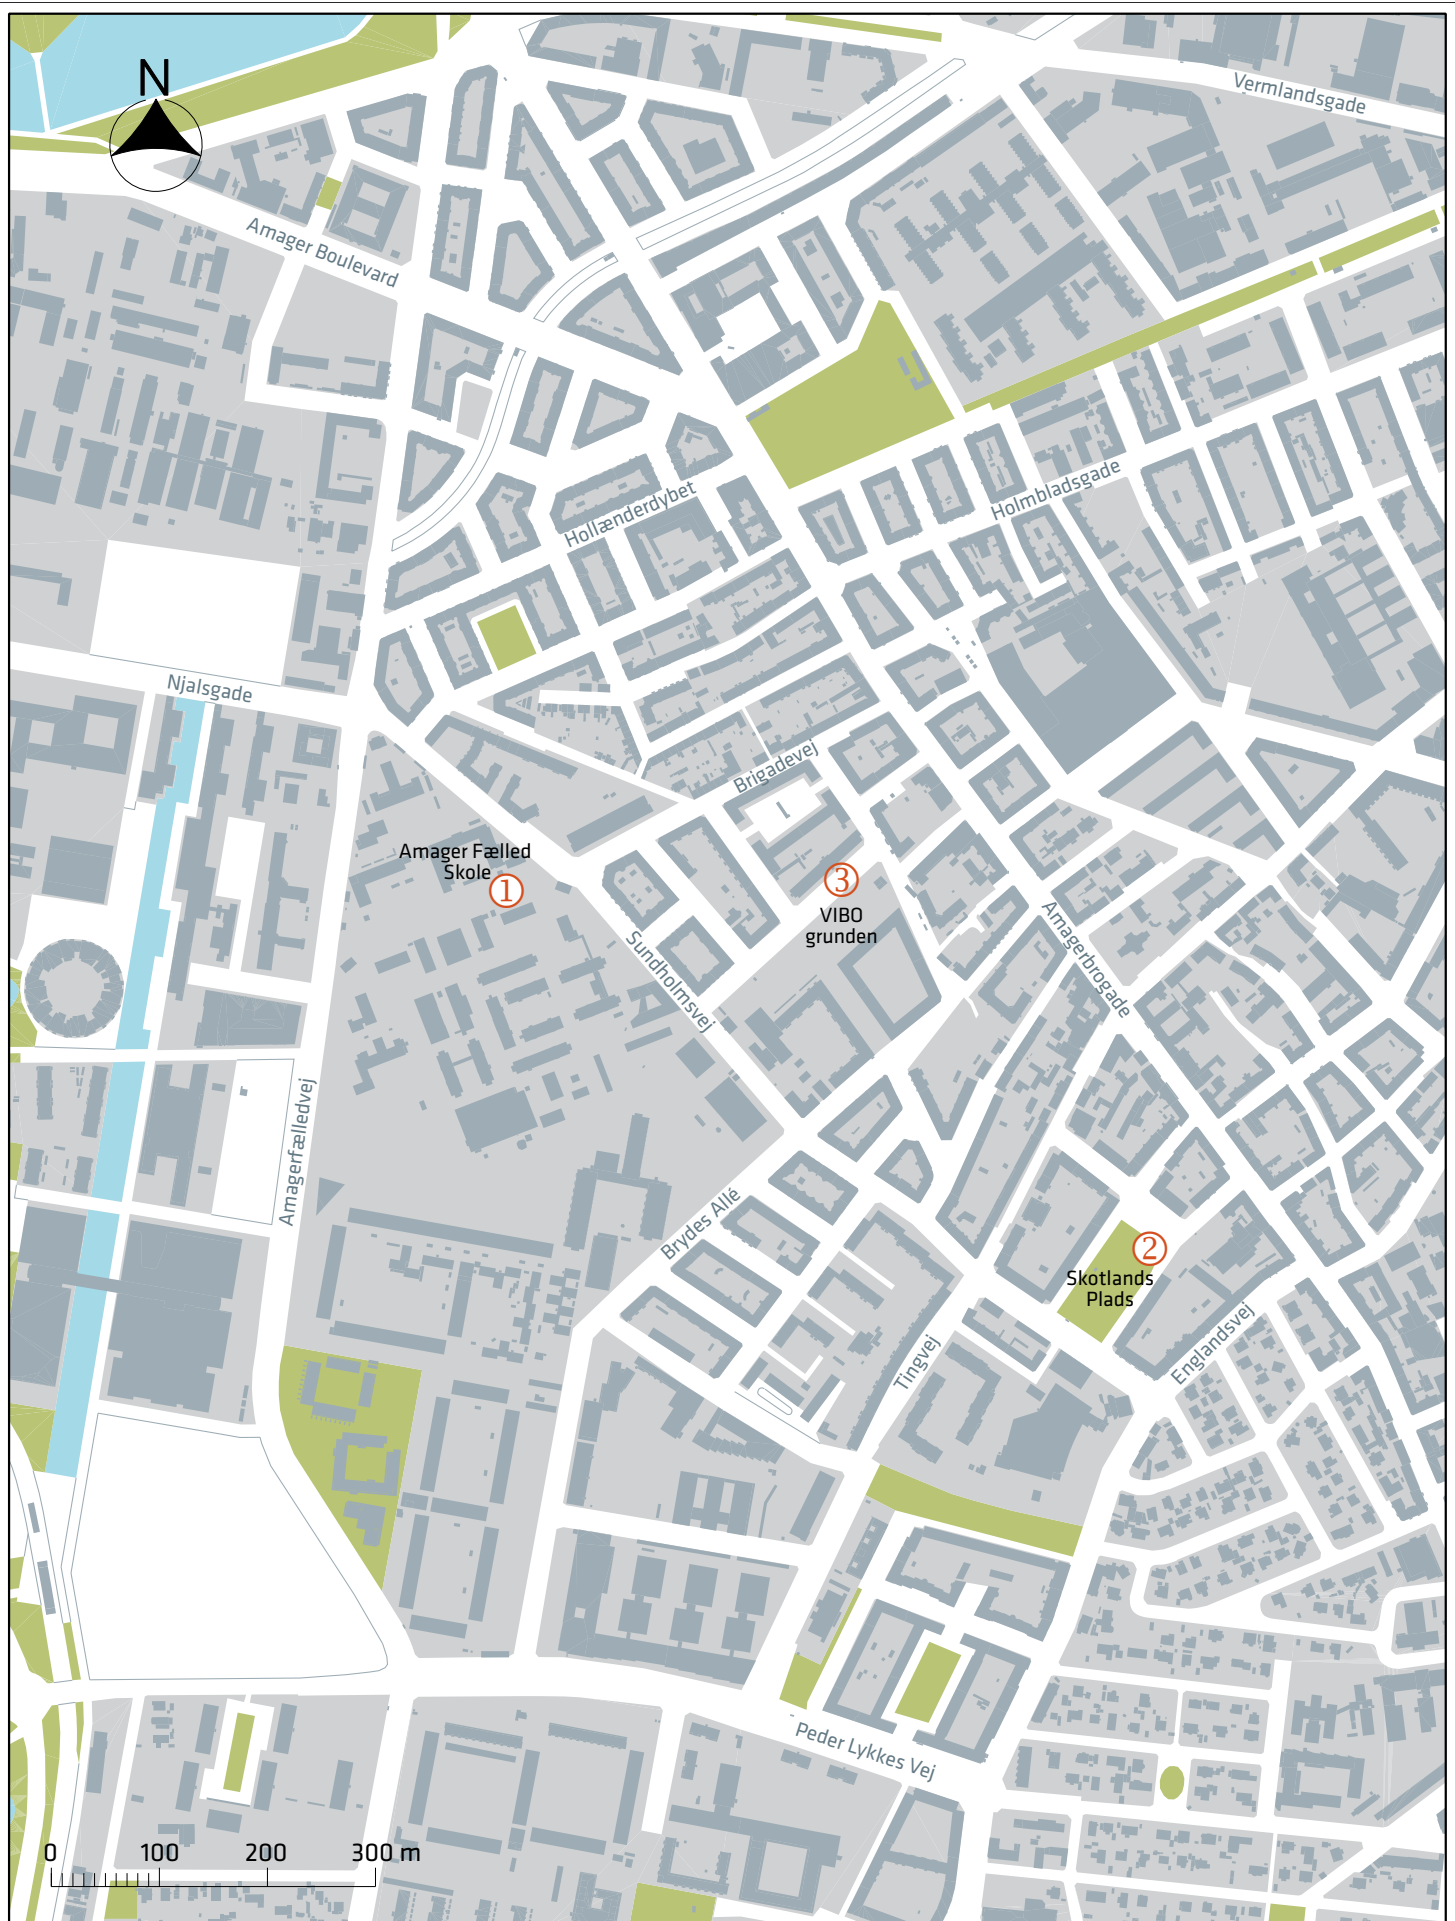 N
Vermlandsgade
Amager Boulevard
Holmbladsgade
Hollænderdybet
Njalsgade
Brigadevej
Amager Fælled
Skole
1
3
VIBO
grunden
Amagerbrogade
Sundholmsvej
Amagerfælledvej
Brydes Allé
2
Skotlands
Plads
Englandsvej
Tingvej
Peder Lykkes Vej
0 100 200 300 m